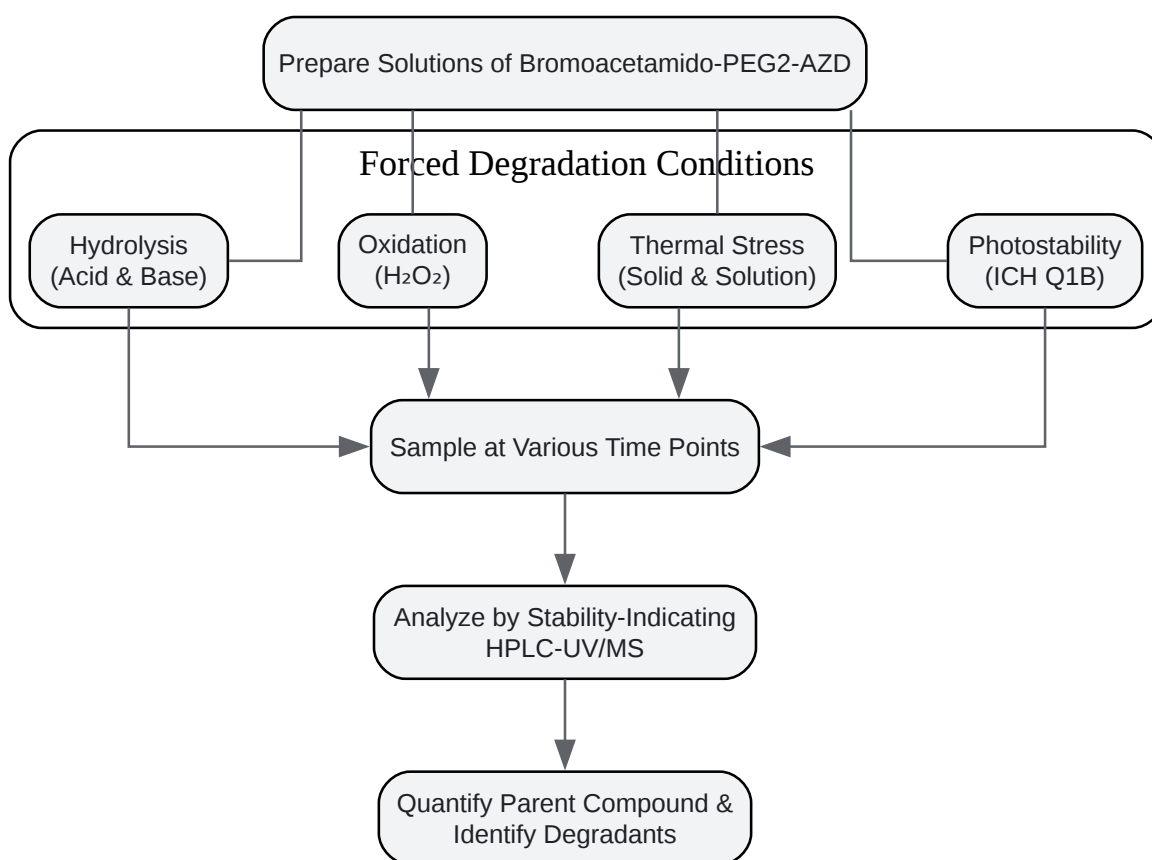 Prepare Solutions of Bromoacetamido-PEG2-AZD
Forced Degradation Conditions
Hydrolysis
(Acid & Base)
Oxidation
(H₂O₂)
Thermal Stress
(Solid & Solution)
Photostability
(ICH Q1B)
Sample at Various Time Points
Analyze by Stability-Indicating
HPLC-UV/MS
Quantify Parent Compound &
Identify Degradants